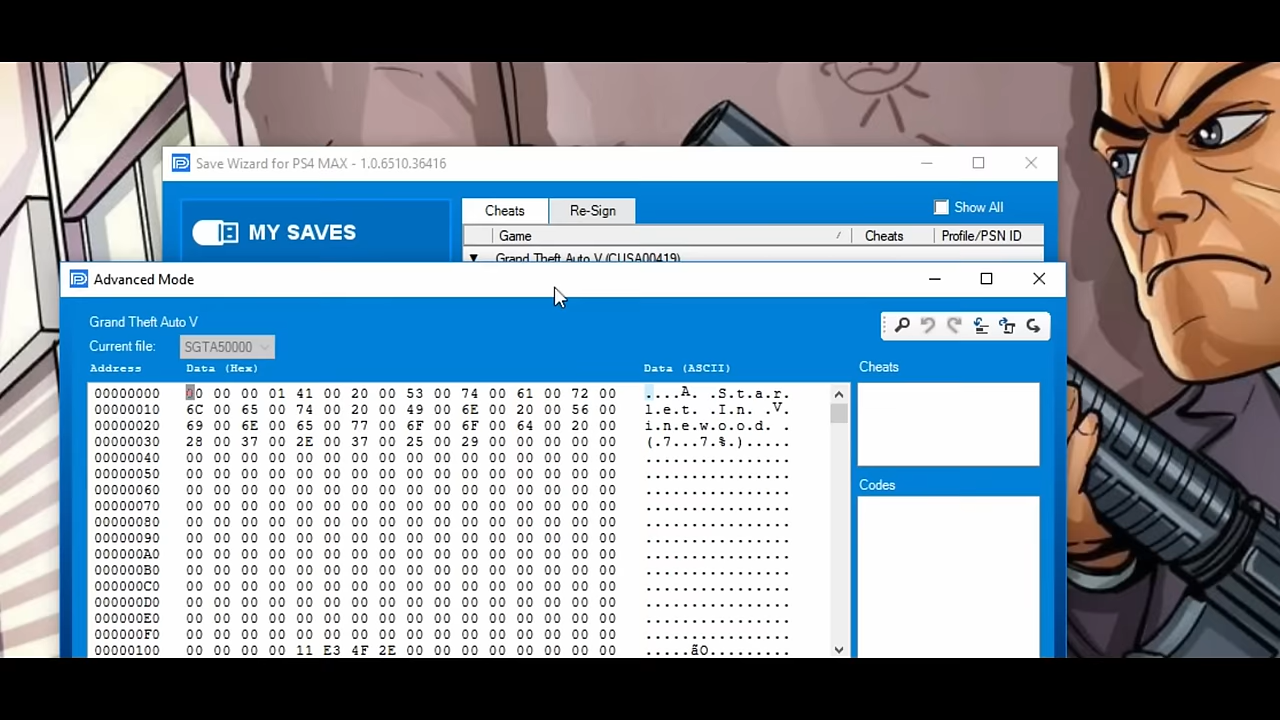 Save Wizard for PS4 MAX - 1.0.6510.36416
MY SAVES
Cheats Re-Sign Show All
Game Cheats Profile/PSN ID
Grand Theft Auto V (CUSA00419)
Advanced Mode
Grand Theft Auto V
Current file: SGTA50000
Address Data (Hex) Data (ASCII) Cheats
00000000 00 00 00 01 41 00 20 00 53 00 74 00 61 00 72 00 ....A. .S.t.a.r.
00000010 6C 00 65 00 74 00 20 00 49 00 6E 00 20 00 56 00 l.e.t. .I.n. .V.
00000020 69 00 6E 00 65 00 77 00 6F 00 6F 00 64 00 20 00 i.n.e.w.o.o.d. .
00000030 28 00 37 00 2E 00 37 00 25 00 29 00 00 00 00 00 (.7...7.%.).....
00000040 00 00 00 00 00 00 00 00 00 00 00 00 00 00 00 00 ................
00000050 00 00 00 00 00 00 00 00 00 00 00 00 00 00 00 00 ................
Codes
00000060 00 00 00 00 00 00 00 00 00 00 00 00 00 00 00 00 ................
00000070 00 00 00 00 00 00 00 00 00 00 00 00 00 00 00 00 ................
00000080 00 00 00 00 00 00 00 00 00 00 00 00 00 00 00 00 ................
00000090 00 00 00 00 00 00 00 00 00 00 00 00 00 00 00 00 ................
000000A0 00 00 00 00 00 00 00 00 00 00 00 00 00 00 00 00 ................
000000B0 00 00 00 00 00 00 00 00 00 00 00 00 00 00 00 00 ................
000000C0 00 00 00 00 00 00 00 00 00 00 00 00 00 00 00 00 ................
000000D0 00 00 00 00 00 00 00 00 00 00 00 00 00 00 00 00 ................
000000E0 00 00 00 00 00 00 00 00 00 00 00 00 00 00 00 00 ................
000000F0 00 00 00 00 00 00 00 00 00 00 00 00 00 00 00 00 ................
00000100 00 00 00 00 11 E3 4F 2E 00 00 00 00 00 00 00 00 .....ãO.........